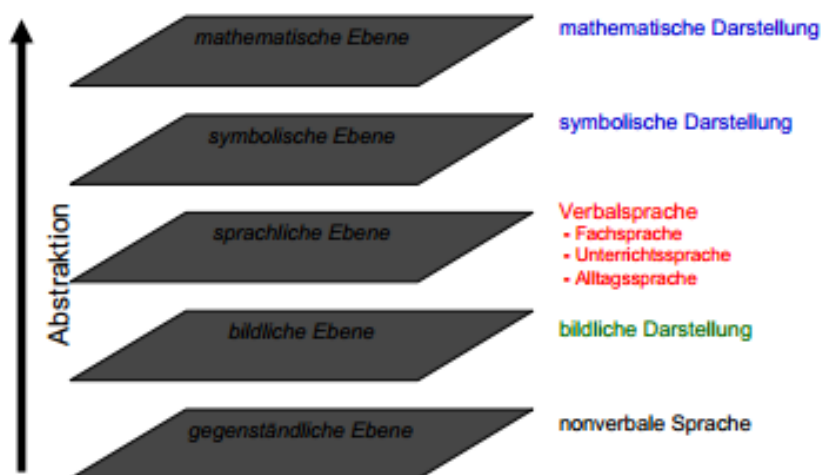 mathematische Ebene
mathematische Darstellung
symbolische Ebene
symbolische Darstellung
Abstraktion
sprachliche Ebene
Verbalsprache
- Fachsprache
- Unterrichtssprache
- Alltagssprache
bildliche Ebene
bildliche Darstellung
gegenständliche Ebene
nonverbale Sprache